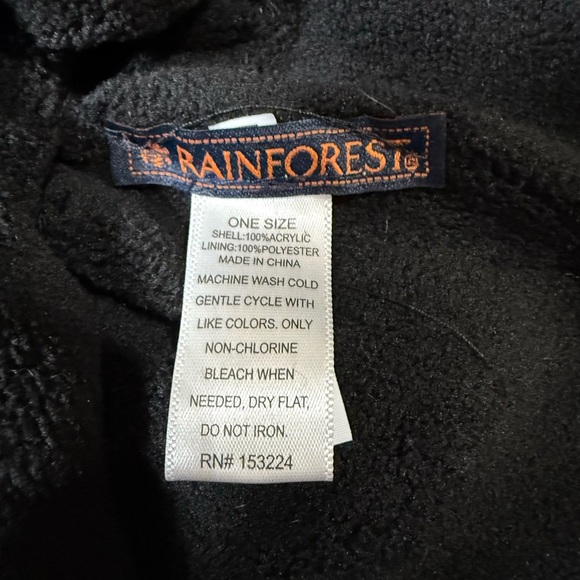 RAINFOREST
ONE SIZE
SHELL:100%ACRYLIC
LINING:100%POLYESTER
MADE IN CHINA
MACHINE WASH COLD
GENTLE CYCLE WITH
LIKE COLORS. ONLY
NON-CHLORINE
BLEACH WHEN
NEEDED, DRY FLAT,
DO NOT IRON.
RN# 153224